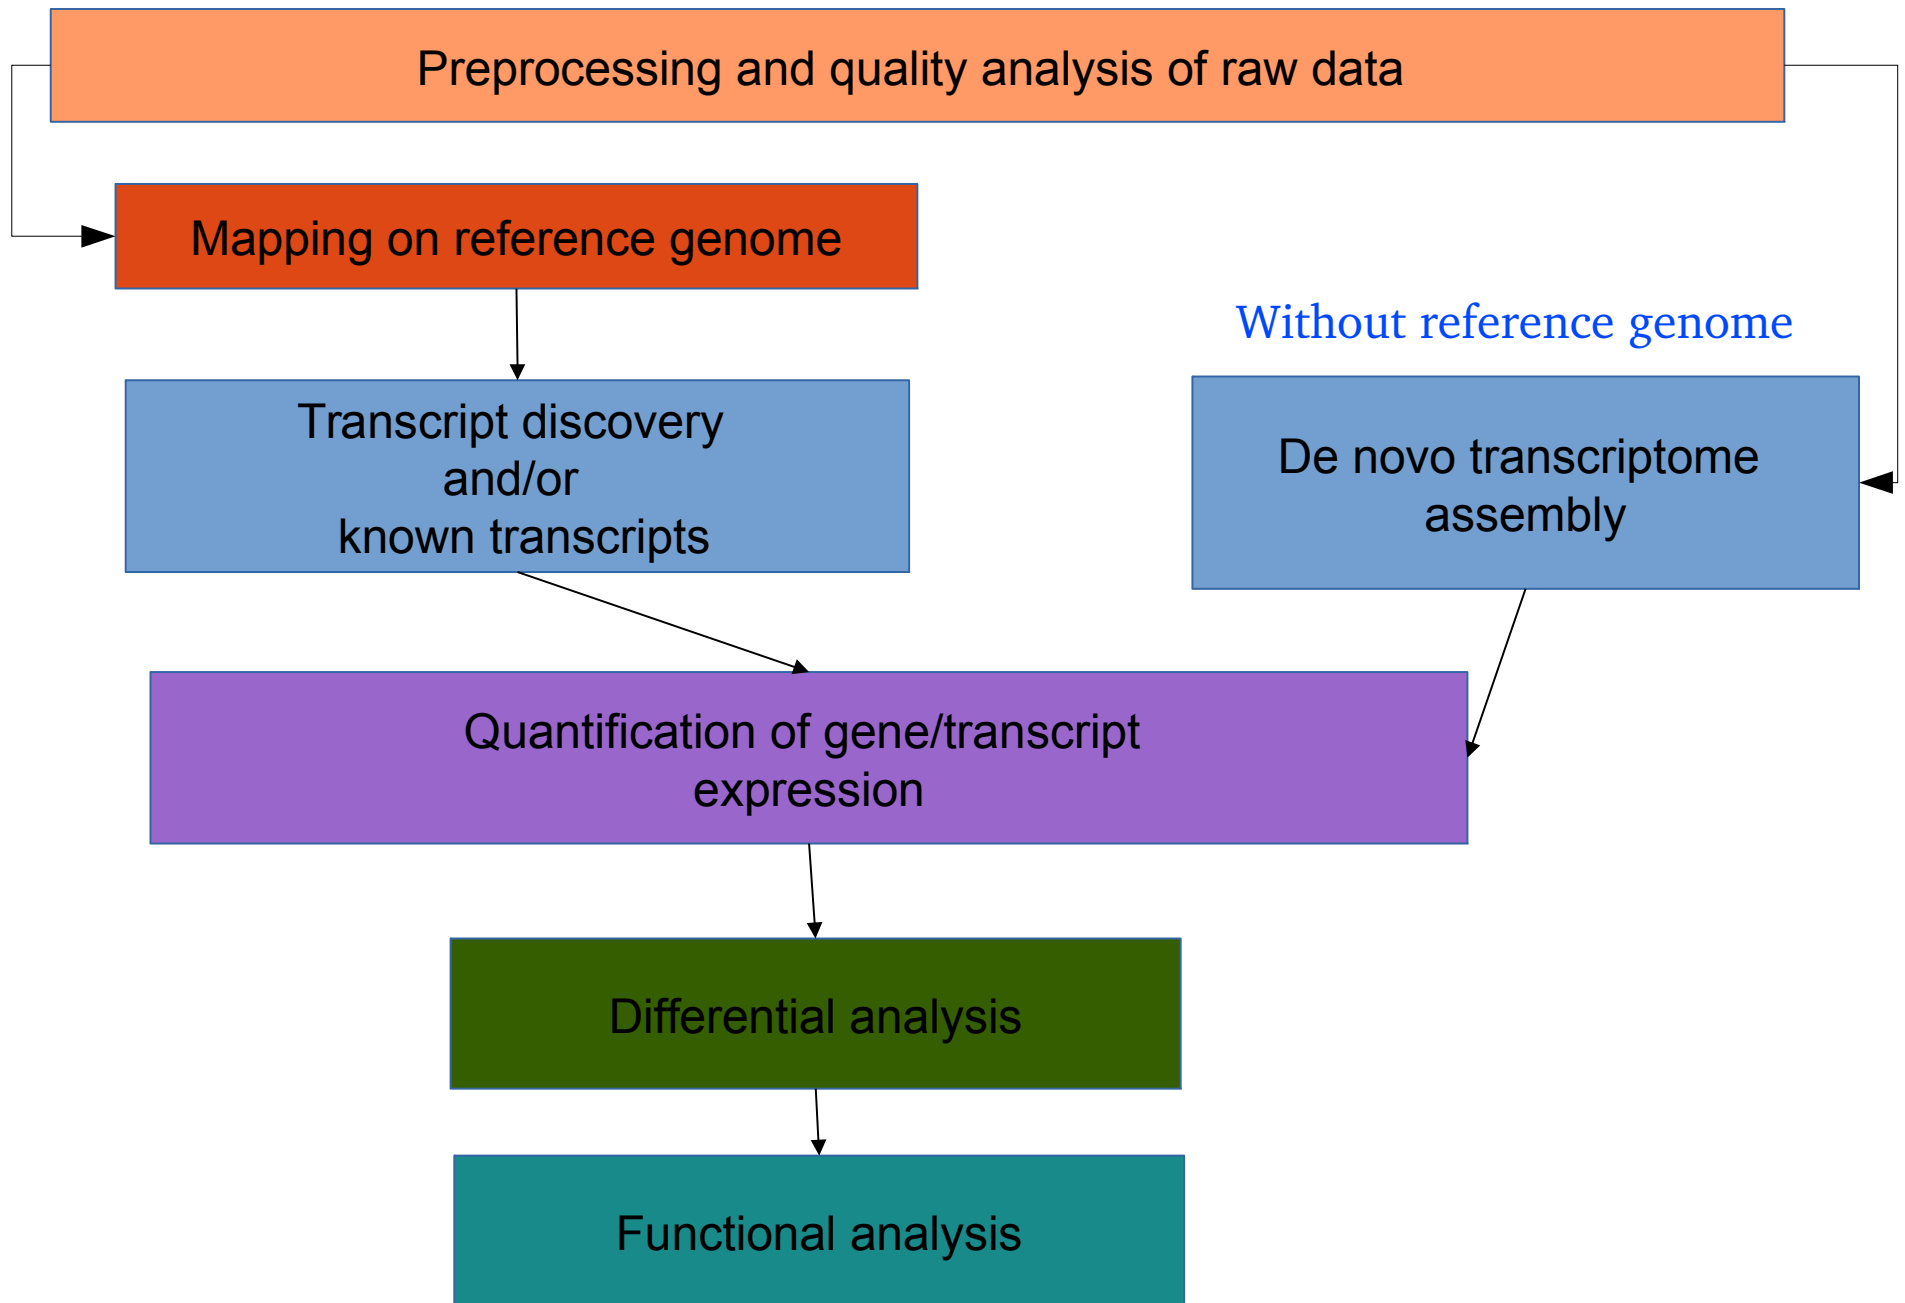 Preprocessing and quality analysis of raw data
Mapping on reference genome
Without reference genome
Transcript discovery
and/or
known transcripts
De novo transcriptome
assembly
Quantification of gene/transcript
expression
Differential analysis
Functional analysis